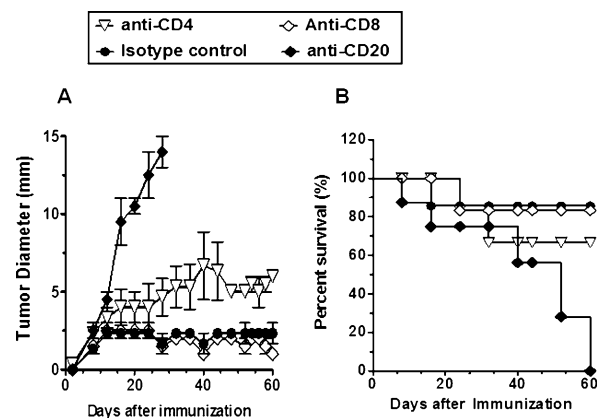 anti-CD4 Anti-CD8
Isotype control anti-CD20
A
Tumor Diameter (mm)
15
10
5
0
0 20 40 60
Days after immunization
B
Percent survival (%)
120
100
80
60
40
20
0
0 20 40 60
Days after Immunization